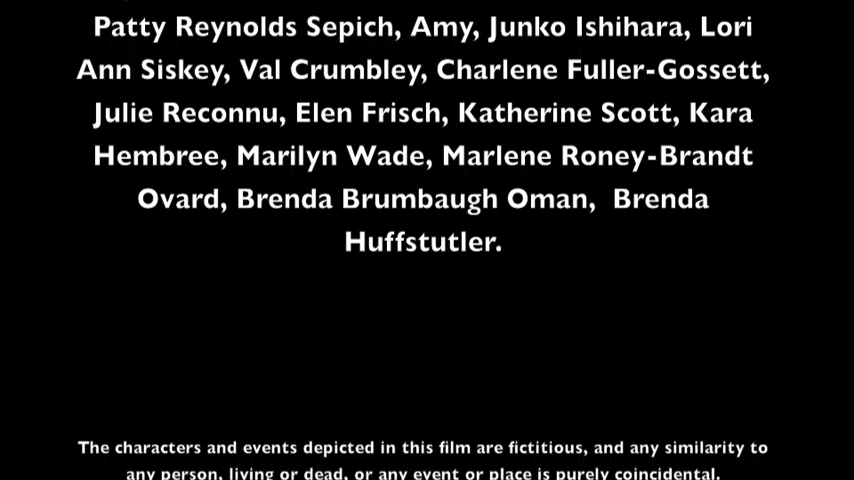 Patty Reynolds Sepich, Amy, Junko Ishihara, Lori
Ann Siskey, Val Crumbley, Charlene Fuller-Gossett,
Julie Reconnu, Elen Frisch, Katherine Scott, Kara
Hembree, Marilyn Wade, Marlene Roney-Brandt
Ovard, Brenda Brumbaugh Oman,  Brenda
Huffstutler.
The characters and events depicted in this film are fictitious, and any similarity to
any person, living or dead, or any event or place is purely coincidental.